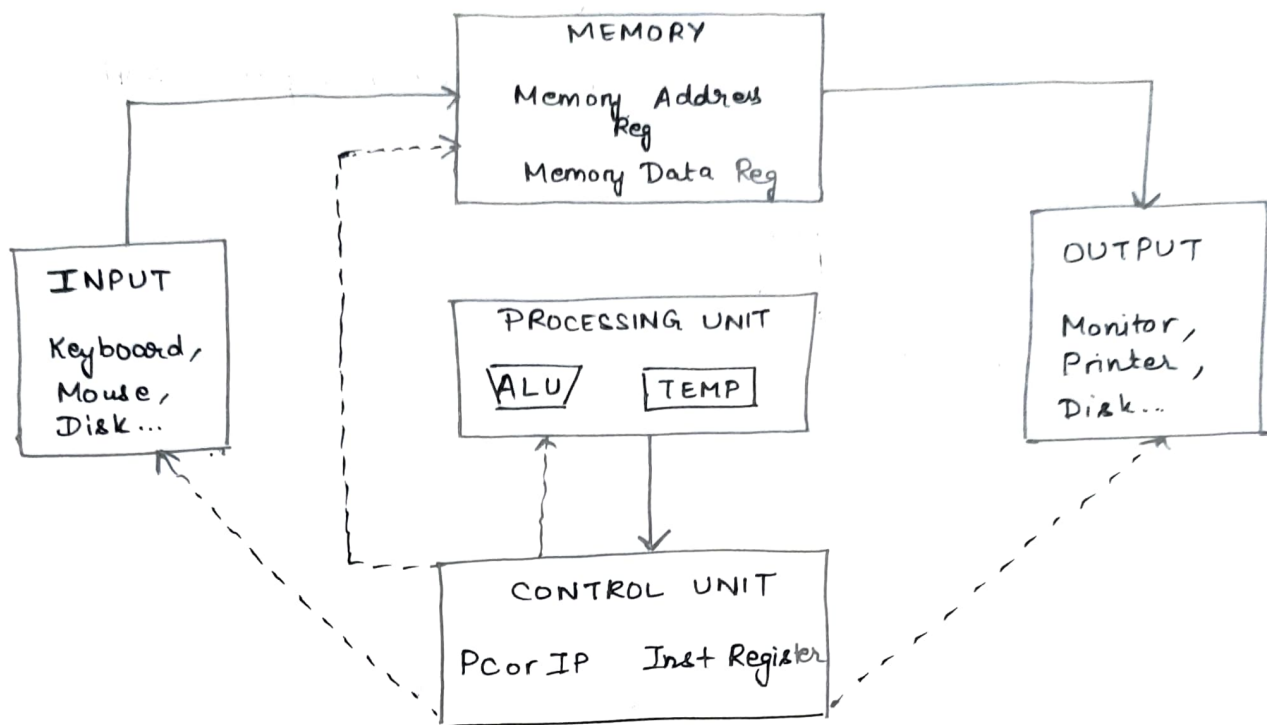 MEMORY
Memory Address
Reg
Memory Data Reg
INPUT
Keyboard,
Mouse,
Disk...
PROCESSING UNIT
ALU
TEMP
OUTPUT
Monitor,
Printer,
Disk...
CONTROL UNIT
PC or IP
Inst Register